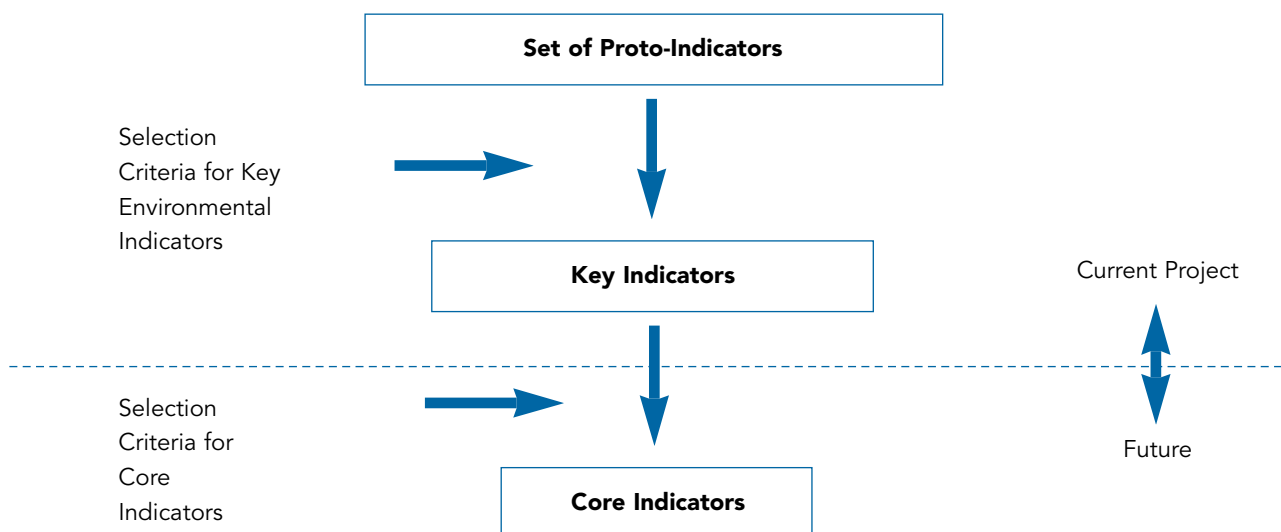 Set of Proto-Indicators
Selection
Criteria for Key
Environmental
Indicators
Key Indicators
Current Project
Selection
Criteria for
Core
Indicators
Future
Core Indicators